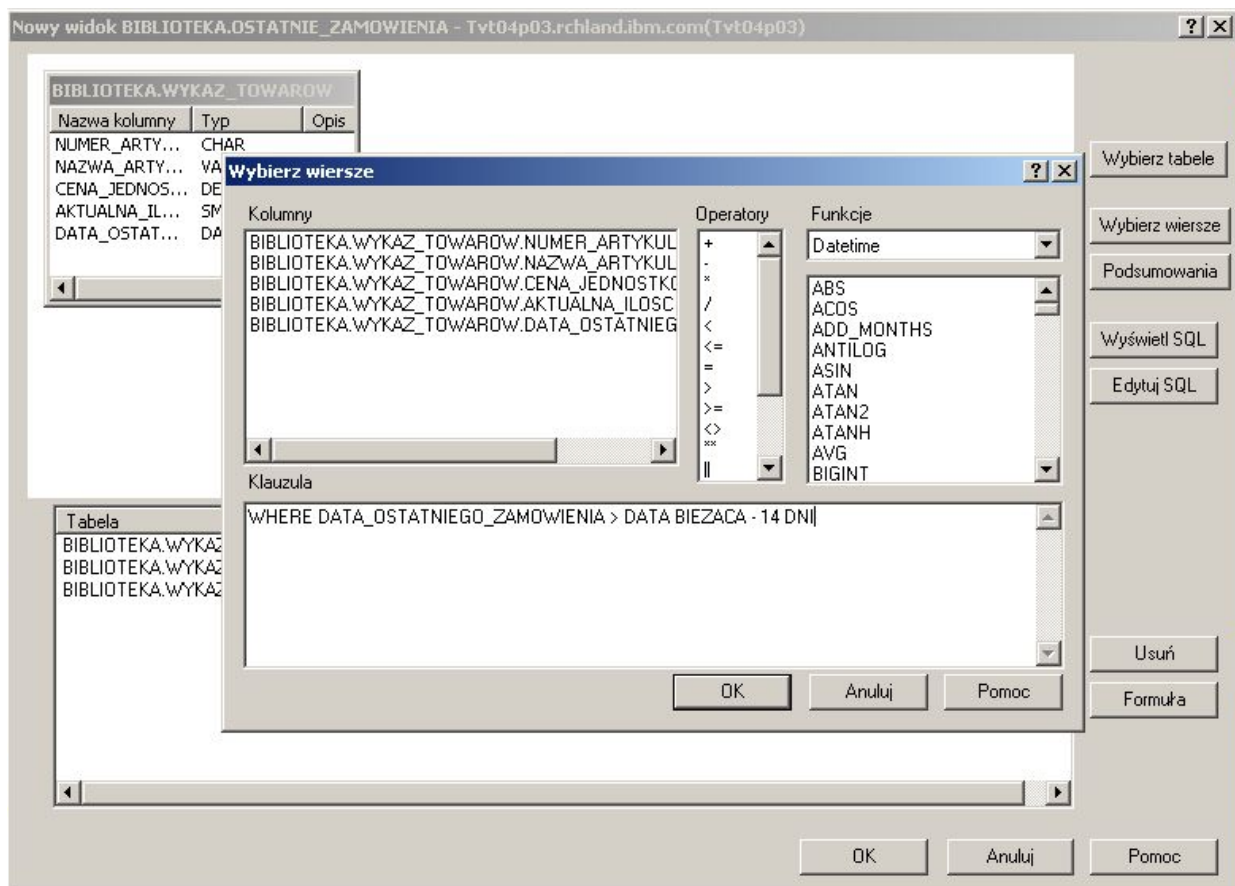 Nowy widok BIBLIOTEKA.OSTATNIE_ZAMOWIENIA - Tvt04p03.rchland.ibm.com(Tvt04p03)
BIBLIOTEKA.WYKAZ_TOWAROW
Nazwa kolumny Typ Opis
NUMER_ARTY... CHAR
NAZWA_ARTY... VA
CENA_JEDNOS... DE
AKTUALNA_IL... SM
DATA_OSTAT... DA
Wybierz wiersze
Kolumny
BIBLIOTEKA.WYKAZ_TOWAROW.NUMER_ARTYKUL
BIBLIOTEKA.WYKAZ_TOWAROW.NAZWA_ARTYKUL
BIBLIOTEKA.WYKAZ_TOWAROW.CENA_JEDNOSTKO
BIBLIOTEKA.WYKAZ_TOWAROW.AKTUALNA_ILOSC
BIBLIOTEKA.WYKAZ_TOWAROW.DATA_OSTATNIEG
Operatory
+
-
*
/
<
<=
=
>
>=
<>
**
||
Funkcje
Datetime
ABS
ACOS
ADD_MONTHS
ANTILOG
ASIN
ATAN
ATAN2
ATANH
AVG
BIGINT
Klauzula
WHERE DATA_OSTATNIEGO_ZAMOWIENIA > DATA BIEZACA - 14 DNI
OK Anuluj Pomoc
Wybierz tabele
Wybierz wiersze
Podsumowania
Wyświetl SQL
Edytuj SQL
Tabela
BIBLIOTEKA.WYKAZ
BIBLIOTEKA.WYKAZ
BIBLIOTEKA.WYKAZ
Usuń
Formuła
OK Anuluj Pomoc